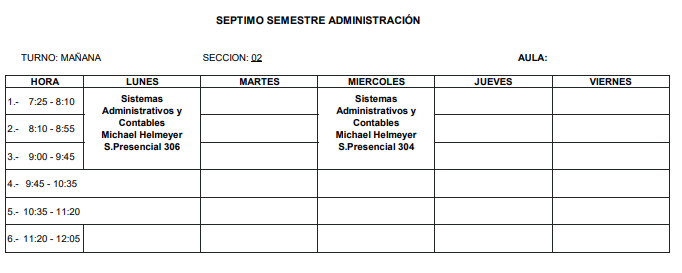 SEPTIMO SEMESTRE ADMINISTRACIÓN
TURNO: MAÑANA SECCION: 02 AULA:
HORA LUNES MARTES MIERCOLES JUEVES VIERNES
1.- 7:25 - 8:10
2.- 8:10 - 8:55
3.- 9:00 - 9:45
Sistemas
Administrativos y
Contables
Michael Helmeyer
S.Presencial 306
Sistemas
Administrativos y
Contables
Michael Helmeyer
S.Presencial 304
4.- 9:45 - 10:35
5.- 10:35 - 11:20
6.- 11:20 - 12:05